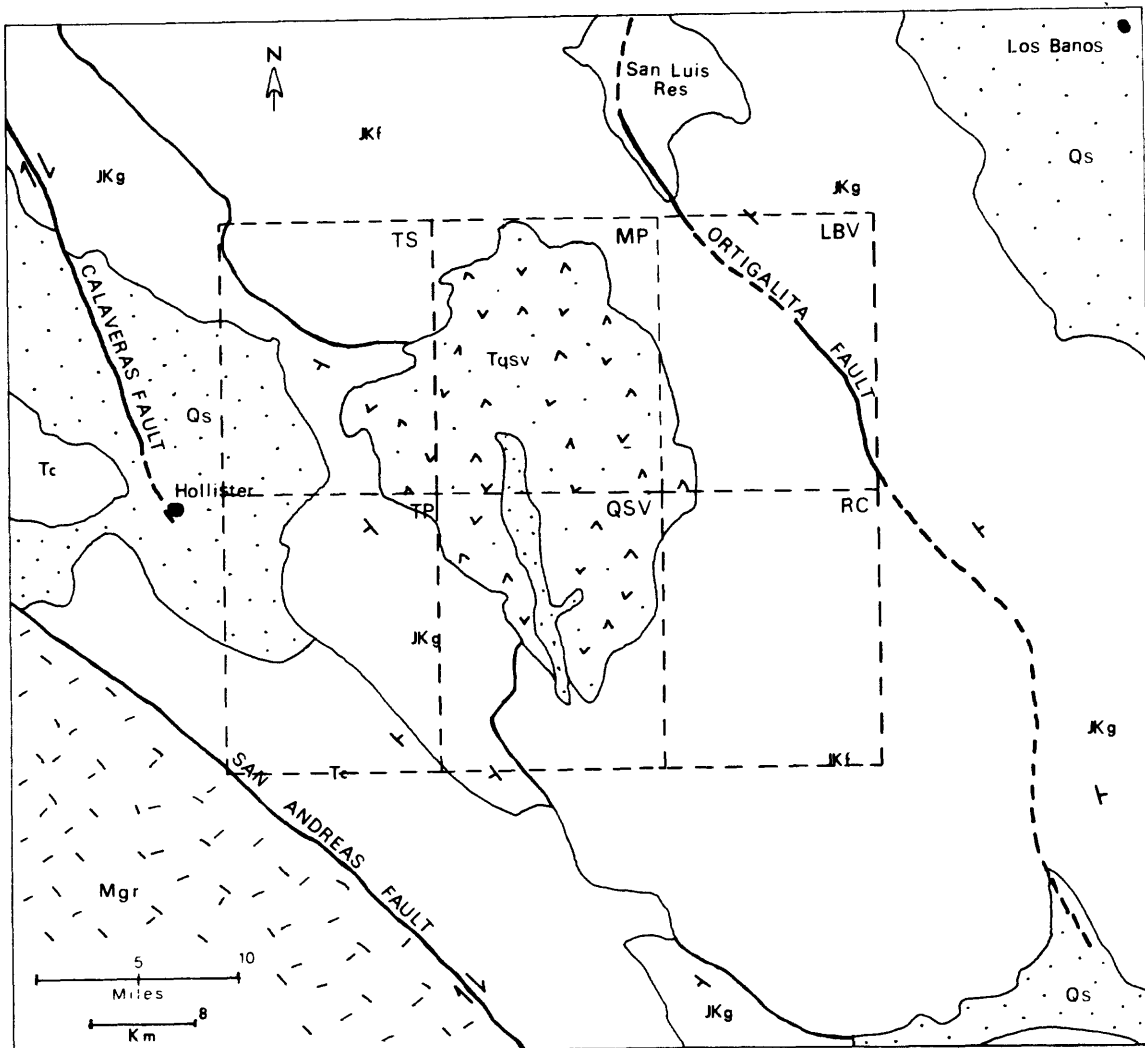 Los Banos
N
San Luis
Res
JKf
Qs
JKg
JKg
TS
MP
LBV
ORTIGALITA FAULT
CALAVERAS FAULT
Tqsv
Qs
Tc
Hollister
TP
QSV
RC
JKg
JKg
Tc
JKf
SAN ANDREAS FAULT
Mgr
5
10
Miles
8
Km
JKg
Qs